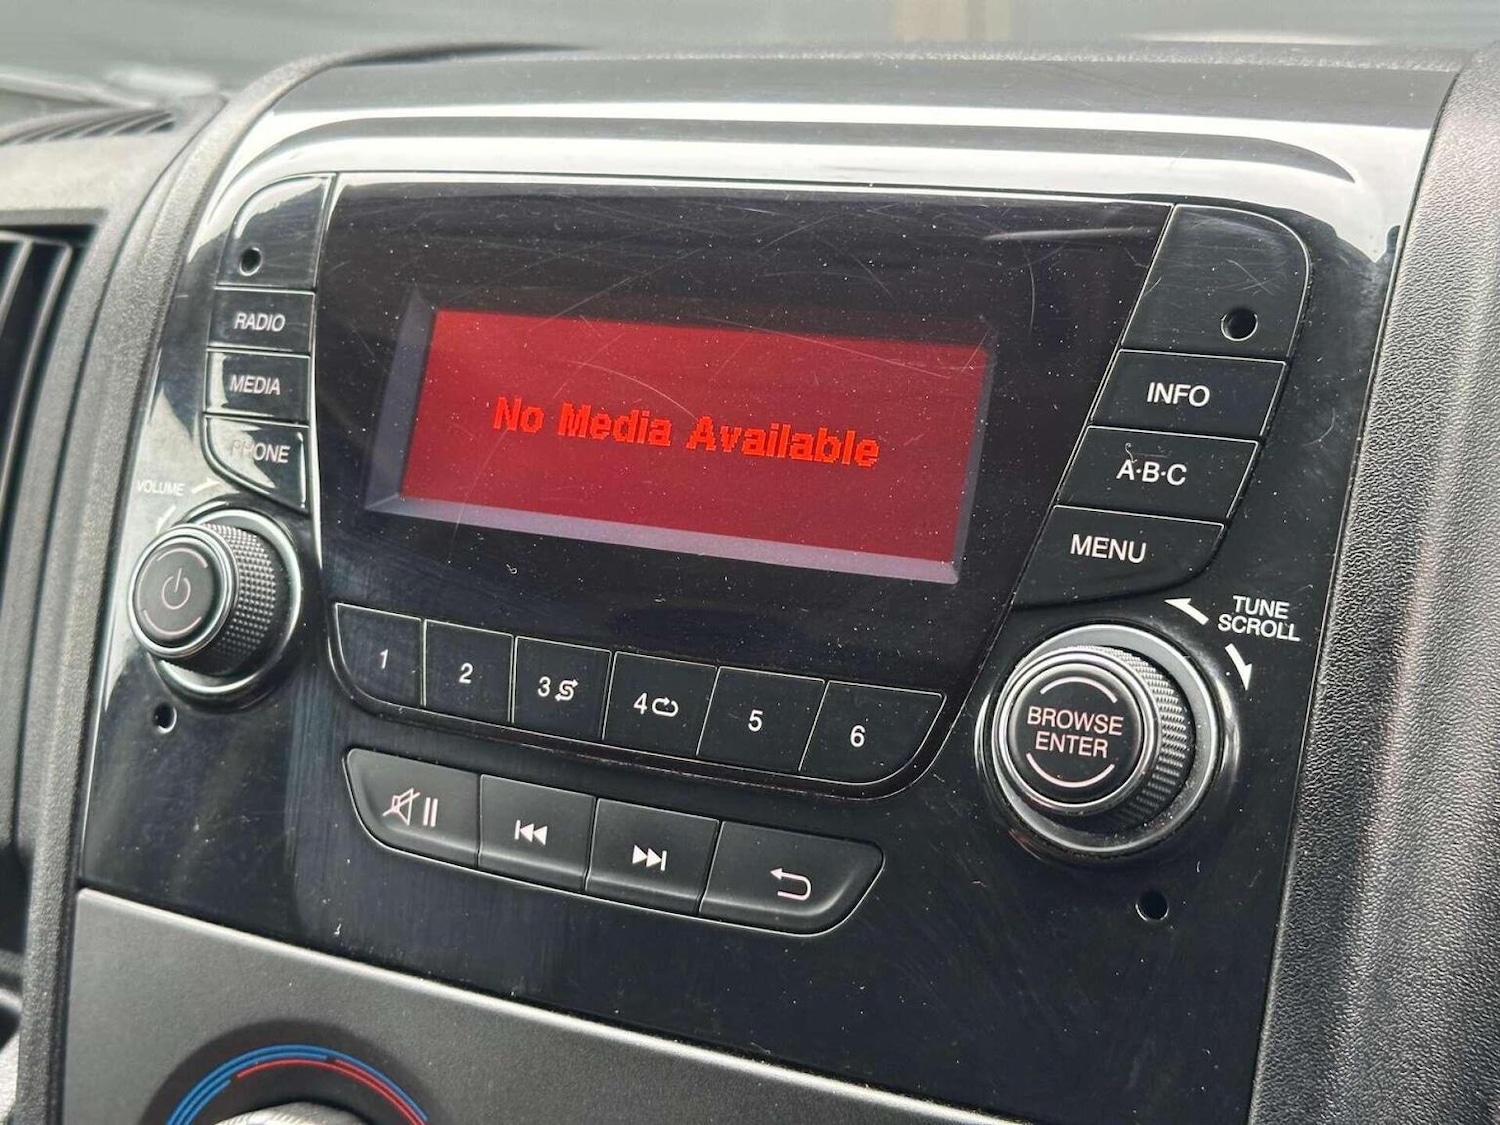 RADIO
MEDIA
PHONE
VOLUME
No Media Available
INFO
A·B·C
MENU
TUNE
SCROLL
1
2
3
4
5
6
BROWSE
ENTER